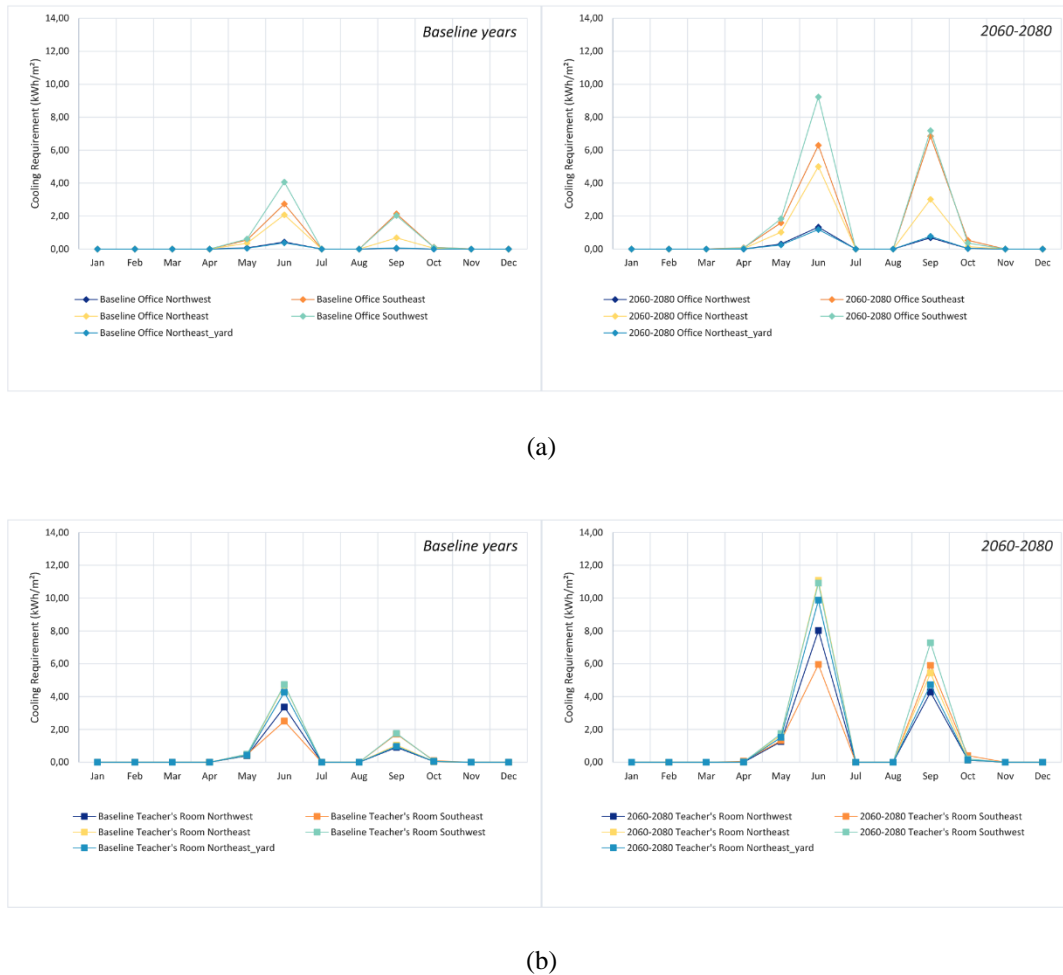 Baseline years
Cooling Requirement (kWh/m²)
14,00
12,00
10,00
8,00
6,00
4,00
2,00
0,00
Jan Feb Mar Apr May Jun Jul Aug Sep Oct Nov Dec
Baseline Office Northwest Baseline Office Southeast
Baseline Office Northeast Baseline Office Southwest
Baseline Office Northeast_yard
2060-2080
Cooling Requirement (kWh/m²)
14,00
12,00
10,00
8,00
6,00
4,00
2,00
0,00
Jan Feb Mar Apr May Jun Jul Aug Sep Oct Nov Dec
2060-2080 Office Northwest 2060-2080 Office Southeast
2060-2080 Office Northeast 2060-2080 Office Southwest
2060-2080 Office Northeast_yard
(a)
Baseline years
Cooling Requirement (kWh/m²)
14,00
12,00
10,00
8,00
6,00
4,00
2,00
0,00
Jan Feb Mar Apr May Jun Jul Aug Sep Oct Nov Dec
Baseline Teacher's Room Northwest Baseline Teacher's Room Southeast
Baseline Teacher's Room Northeast Baseline Teacher's Room Southwest
Baseline Teacher's Room Northeast_yard
2060-2080
Cooling Requirement (kWh/m²)
14,00
12,00
10,00
8,00
6,00
4,00
2,00
0,00
Jan Feb Mar Apr May Jun Jul Aug Sep Oct Nov Dec
2060-2080 Teacher's Room Northwest 2060-2080 Teacher's Room Southeast
2060-2080 Teacher's Room Northeast 2060-2080 Teacher's Room Southwest
2060-2080 Teacher's Room Northeast_yard
(b)